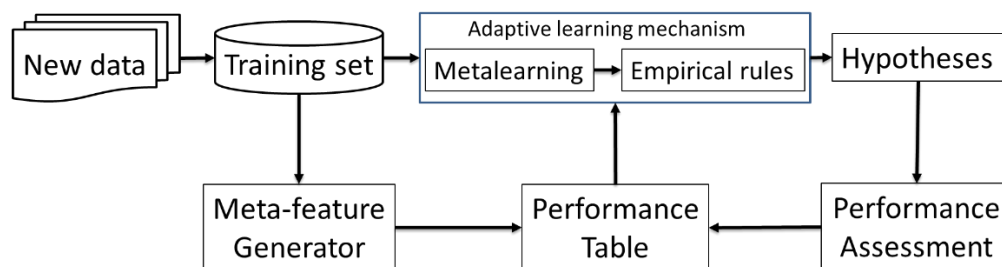 Adaptive learning mechanism
New data
Training set
Metalearning
Empirical rules
Hypotheses
Meta-feature
Generator
Performance
Table
Performance
Assessment